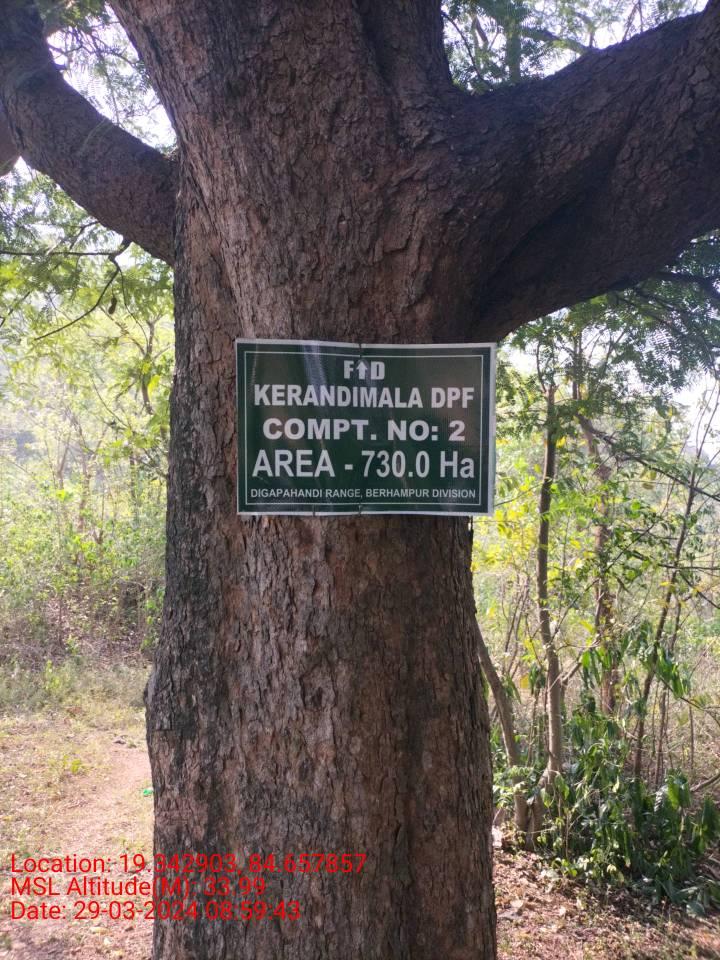 F↑D
KERANDIMALA DPF
COMPT. NO: 2
AREA - 730.0 Ha
DIGAPAHANDI RANGE, BERHAMPUR DIVISION
Location: 19.342903, 84.657857
MSL Altitude(M): 33.99
Date: 29-03-2024 08:59:43